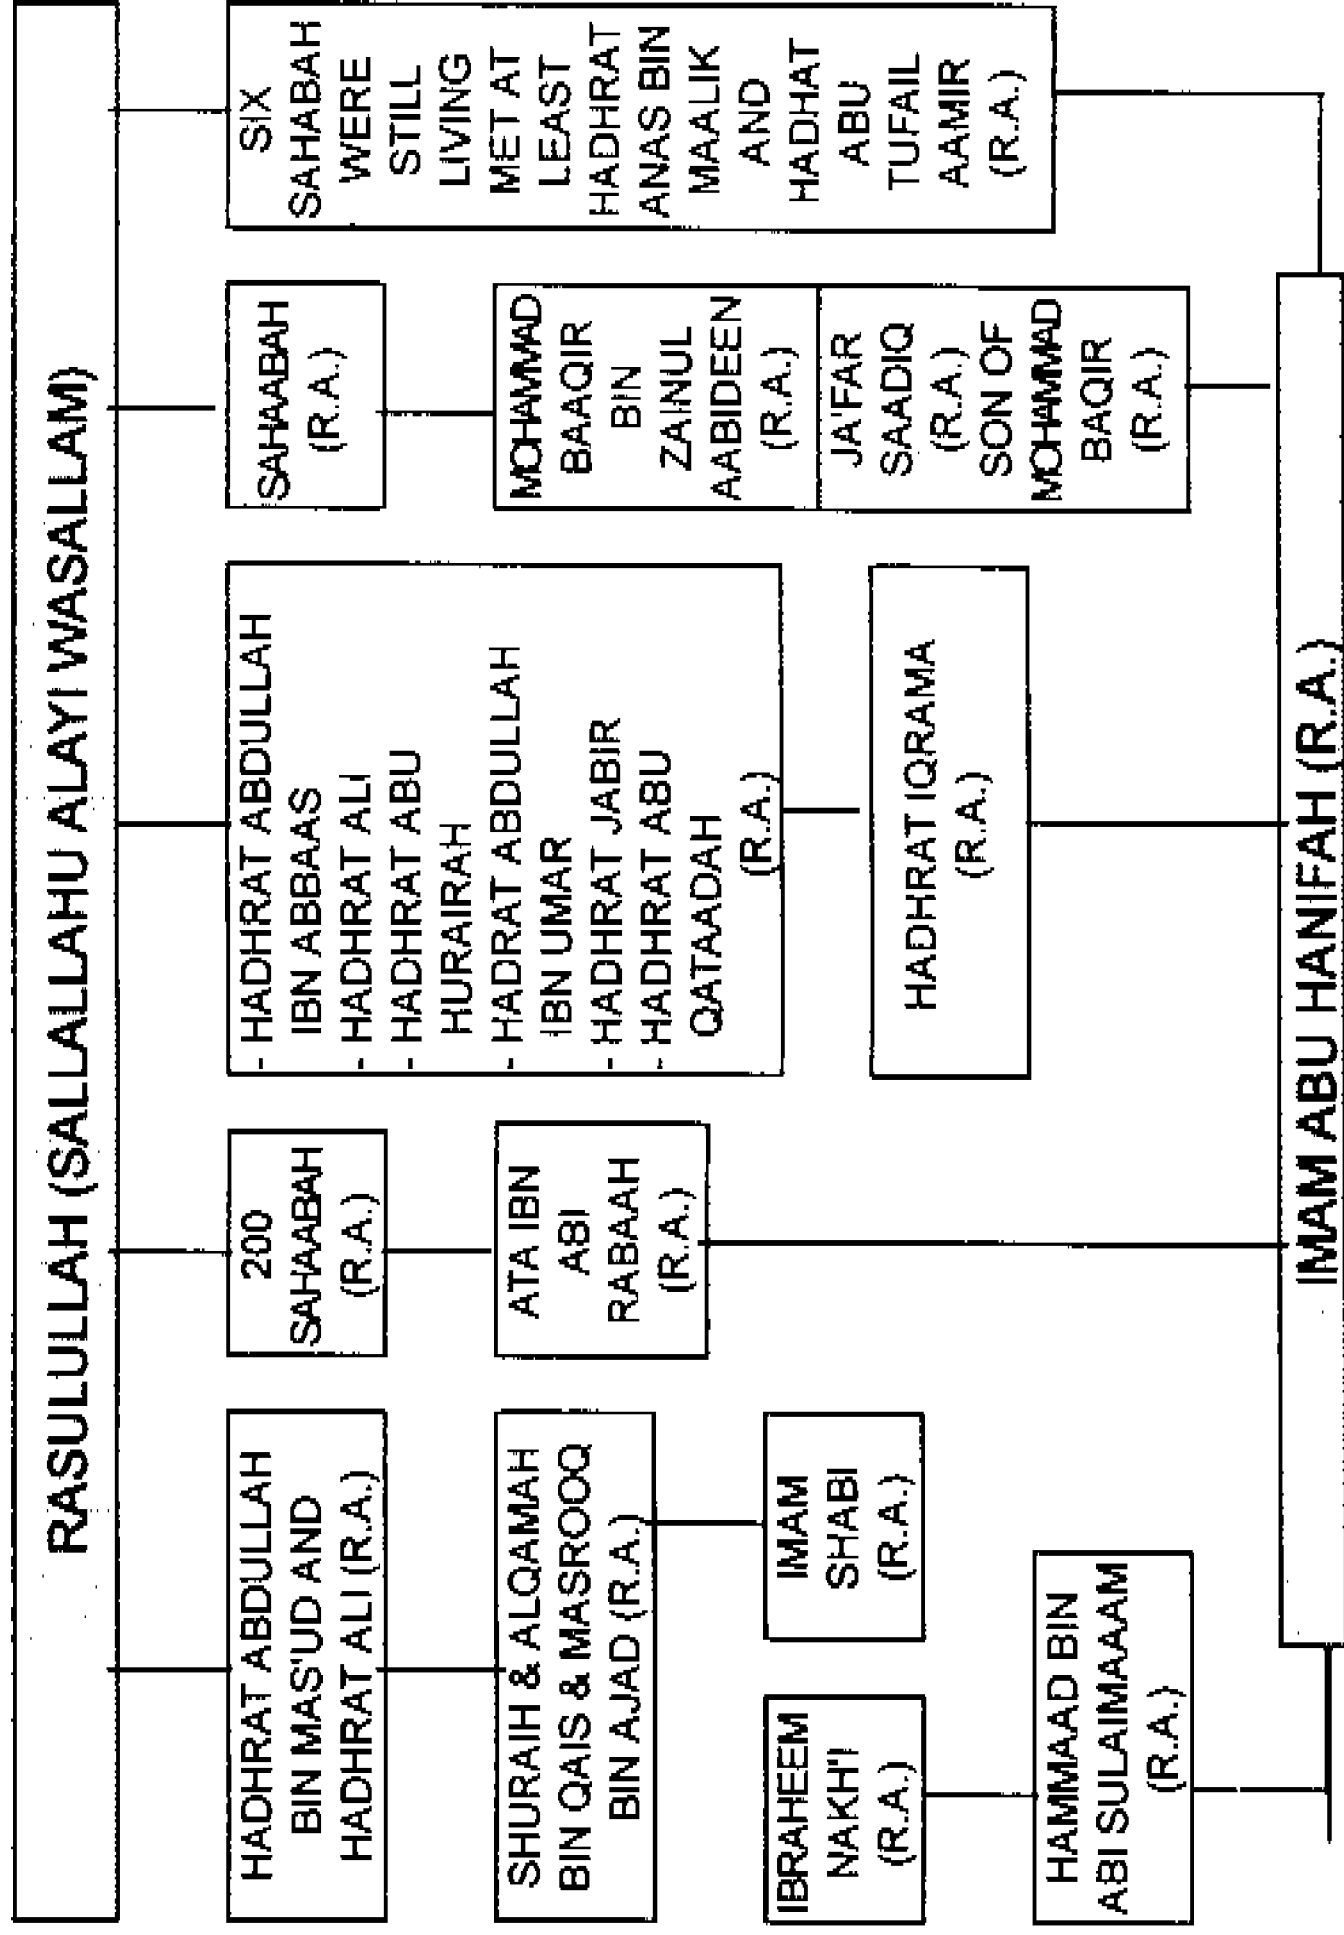 RASULULLAH (SALLALLAHU ALAYI WASALLAM)
HADHRAT ABDULLAH
BIN MAS'UD AND
HADHRAT ALI (R.A.)
SHURAIH & ALQAMAH
BIN QAIS & MASROOQ
BIN AJAD (R.A.)
IBRAHEEM
NAKH'I
(R.A.)
IMAM
SHABI
(R.A.)
HAMMAAD BIN
ABI SULAIMAAAM
(R.A.)
200
SAHAABAH
(R.A.)
ATA IBN
ABI
RABAAH
(R.A.)
- HADHRAT ABDULLAH
IBN ABBAAS
- HADHRAT ALI
- HADHRAT ABU
HURAIRAH
- HADRAT ABDULLAH
IBN UMAR
- HADHRAT JABIR
- HADHRAT ABU
QATAADAH
(R.A.)
HADHRAT IQRAMA
(R.A.)
SAHAABAH
(R.A.)
MOHAMMAD
BAAQIR
BIN
ZAINUL
AABIDEEN
(R.A.)
JA'FAR
SAADIQ
(R.A.)
SON OF
MOHAMMAD
BAQIR
(R.A.)
SIX
SAHABAH
WERE
STILL
LIVING
MET AT
LEAST
HADHRAT
ANAS BIN
MAALIK
AND
HADHAT
ABU
TUFAIL
AAMIR
(R.A.)
IMAM ABU HANIFAH (R.A.)